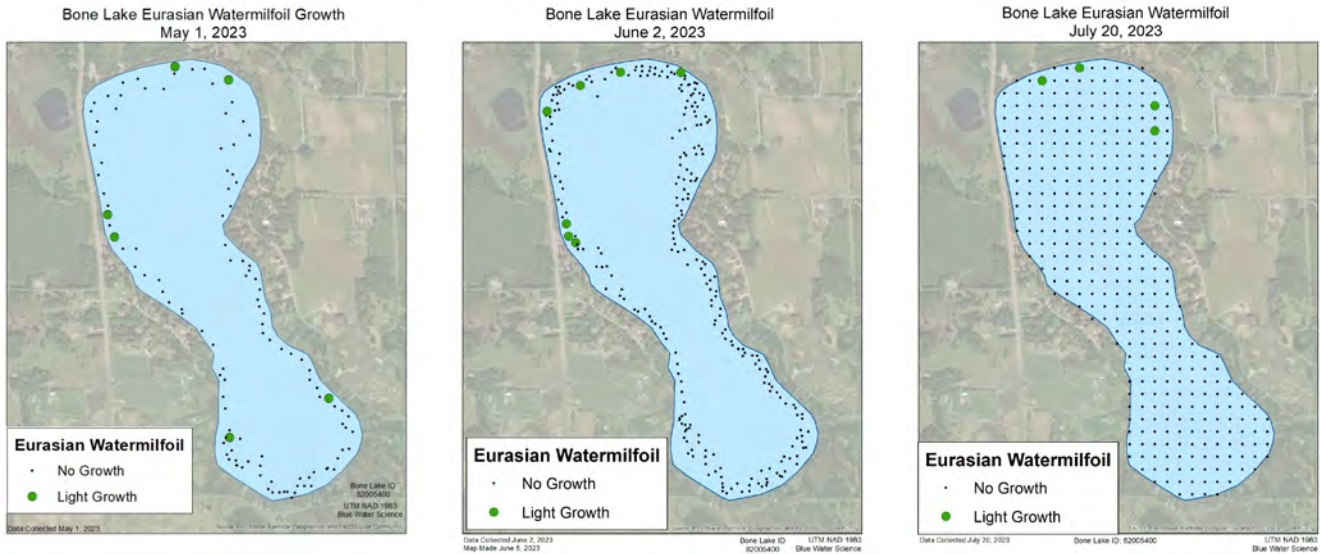 Bone Lake Eurasian Watermilfoil Growth
May 1, 2023
Eurasian Watermilfoil
No Growth
Light Growth
Bone Lake ID
82005400
UTM NAD 1983
Blue Water Science
Data Collected May 1, 2023
Bone Lake Eurasian Watermilfoil
June 2, 2023
Eurasian Watermilfoil
No Growth
Light Growth
Data Collected June 2, 2023
Map Made June 5, 2023
Bone Lake ID
82005400
UTM NAD 1983
Blue Water Science
Bone Lake Eurasian Watermilfoil
July 20, 2023
Eurasian Watermilfoil
No Growth
Light Growth
Data Collected July 20, 2023
Bone Lake ID: 82005400
UTM NAD 1983
Blue Water Science